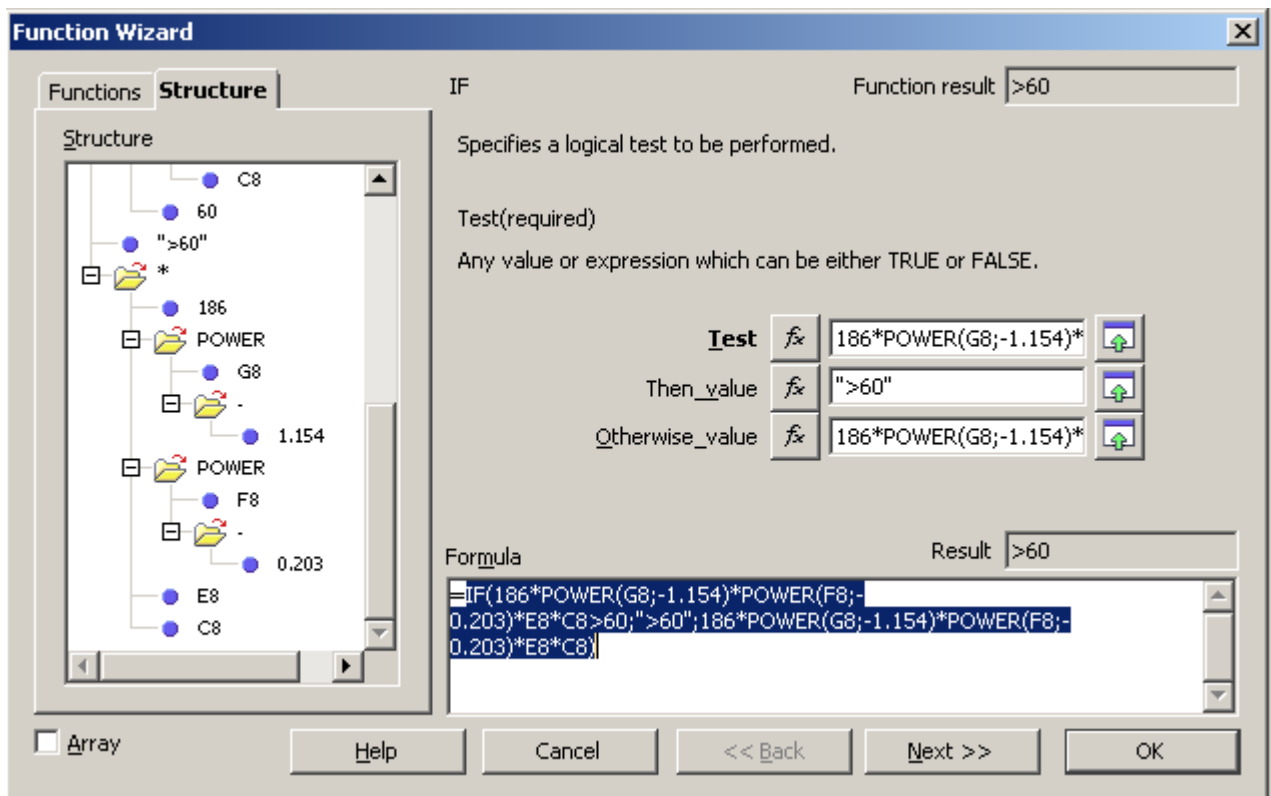 Function Wizard
Functions Structure
Structure
C8
60
">60"
*
186
POWER
G8
-
1.154
POWER
F8
-
0.203
E8
C8
IF Function result >60
Specifies a logical test to be performed.
Test(required)
Any value or expression which can be either TRUE or FALSE.
Test fx 186*POWER(G8;-1.154)*
Then_value fx ">60"
Otherwise_value fx 186*POWER(G8;-1.154)*
Formula Result >60
=IF(186*POWER(G8;-1.154)*POWER(F8;-
0.203)*E8*C8>60;">60";186*POWER(G8;-1.154)*POWER(F8;-
0.203)*E8*C8)
Array Help Cancel << Back Next >> OK